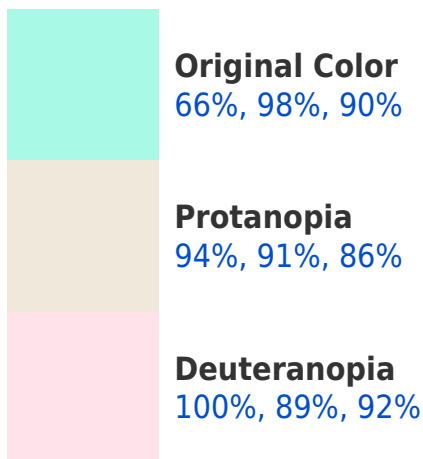 Original Color
66%, 98%, 90%
Protanopia
94%, 91%, 86%
Deuteranopia
100%, 89%, 92%